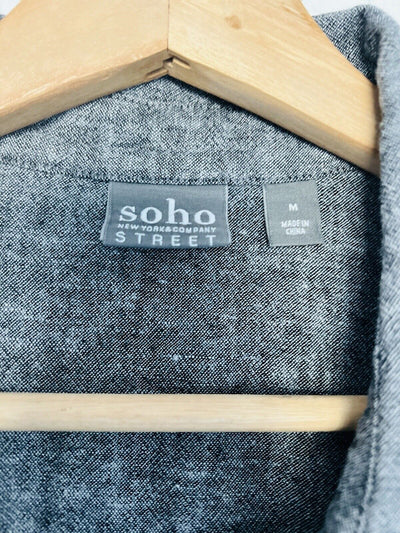 soho
NEW YORK & COMPANY
STREET
M
MADE IN
CHINA